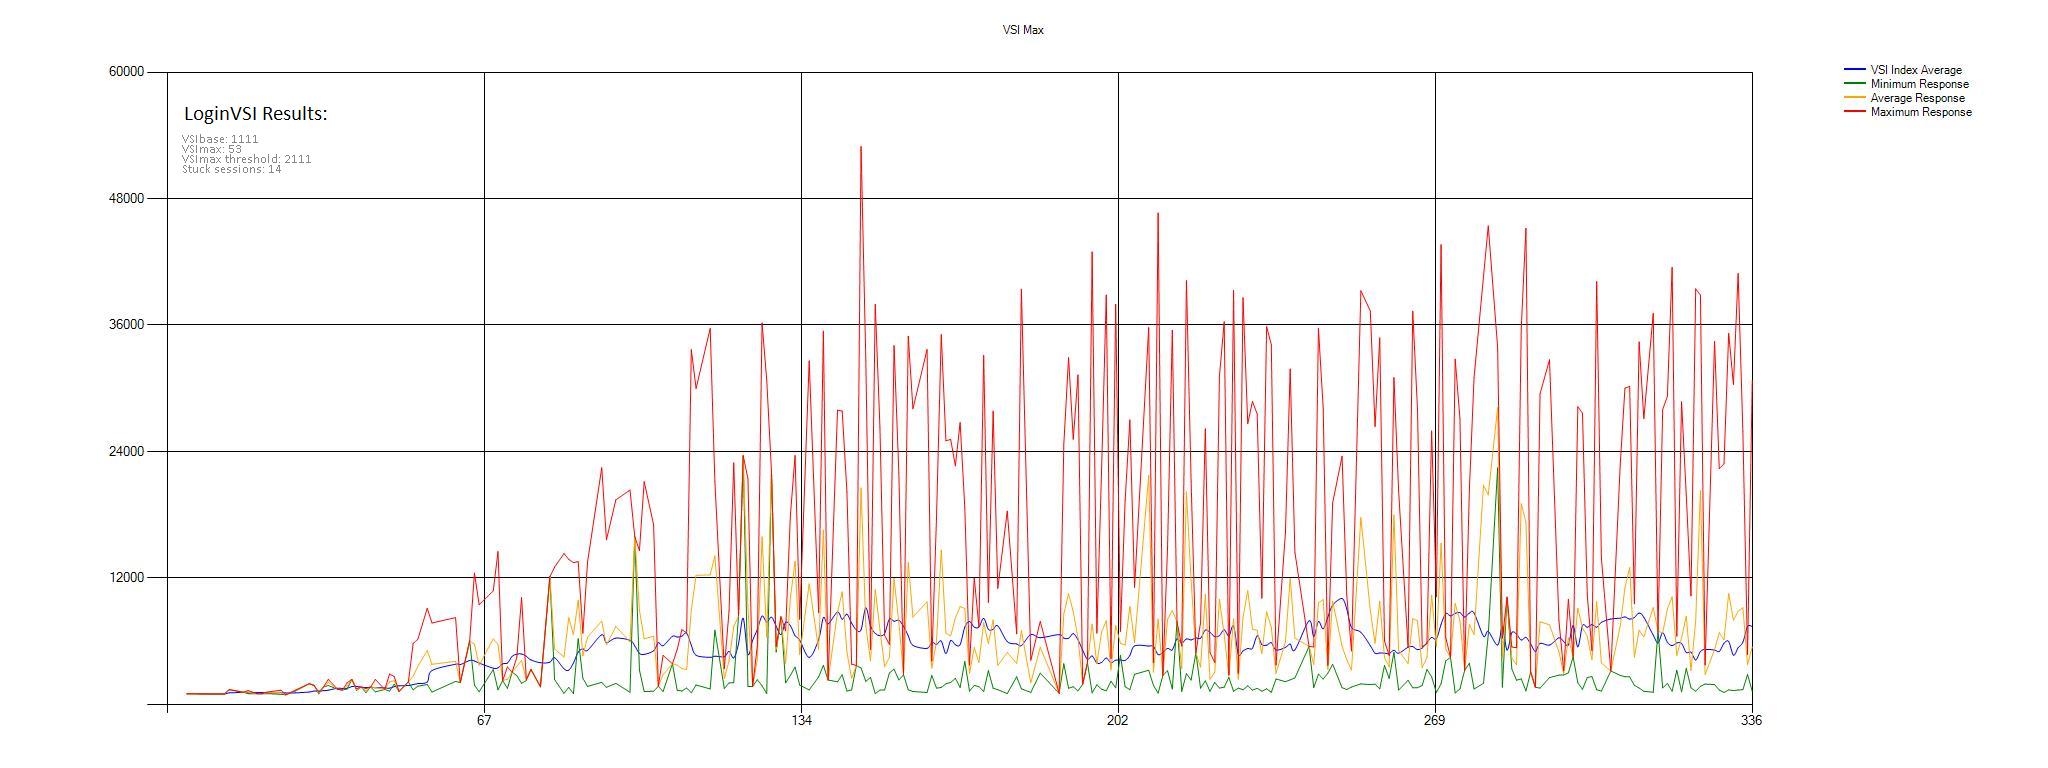 VSI Max
60000
48000
36000
24000
12000
LoginVSI Results:
VSIbase: 1111
VSImax: 53
VSImax threshold: 2111
Stuck sessions: 14
VSI Index Average
Minimum Response
Average Response
Maximum Response
67
134
202
269
336